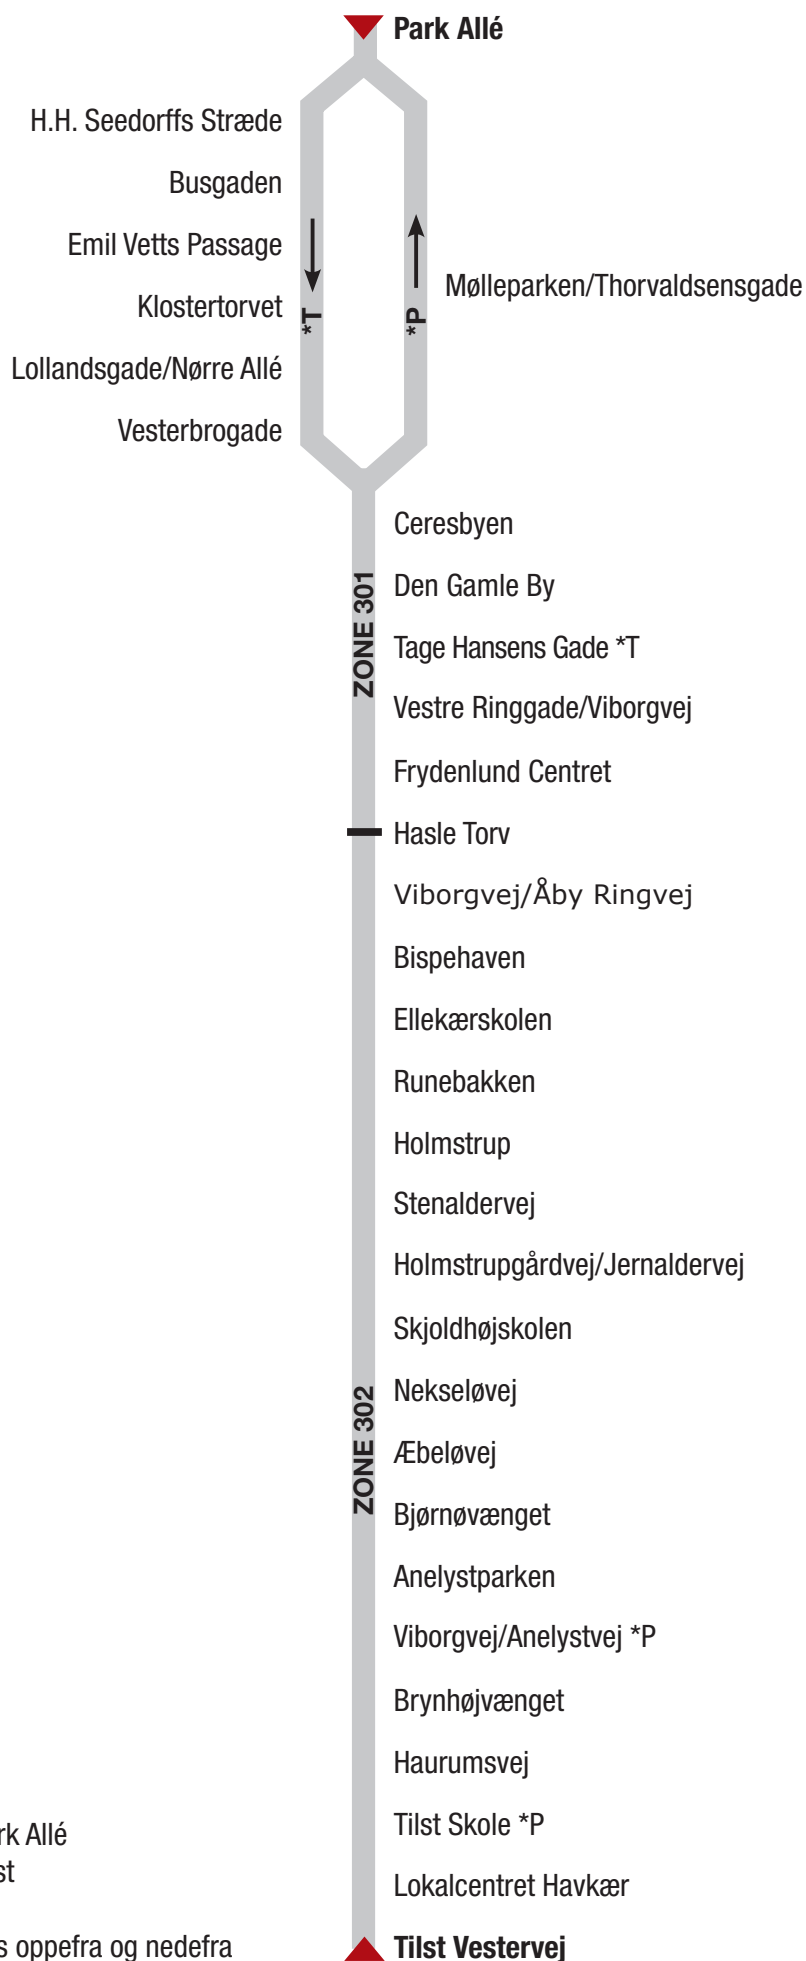 Park Allé
H.H. Seedorffs Stræde
Busgaden
Emil Vetts Passage
Klostertorvet
Lollandsgade/Nørre Allé
Vesterbrogade
*T
*P
Mølleparken/Thorvaldsensgade
ZONE 301
Ceresbyen
Den Gamle By
Tage Hansens Gade *T
Vestre Ringgade/Viborgvej
Frydenlund Centret
Hasle Torv
Viborgvej/Åby Ringvej
Bispehaven
Ellekærskolen
Runebakken
Holmstrup
Stenaldervej
Holmstrupgårdvej/Jernaldervej
Skjoldhøjskolen
ZONE 302
Nekseløvej
Æbeløvej
Bjørnøvænget
Anelystparken
Viborgvej/Anelystvej *P
Brynhøjvænget
Haurumsvej
Tilst Skole *P
Lokalcentret Havkær
Tilst Vestervej
Allé
oppefra og nedefra